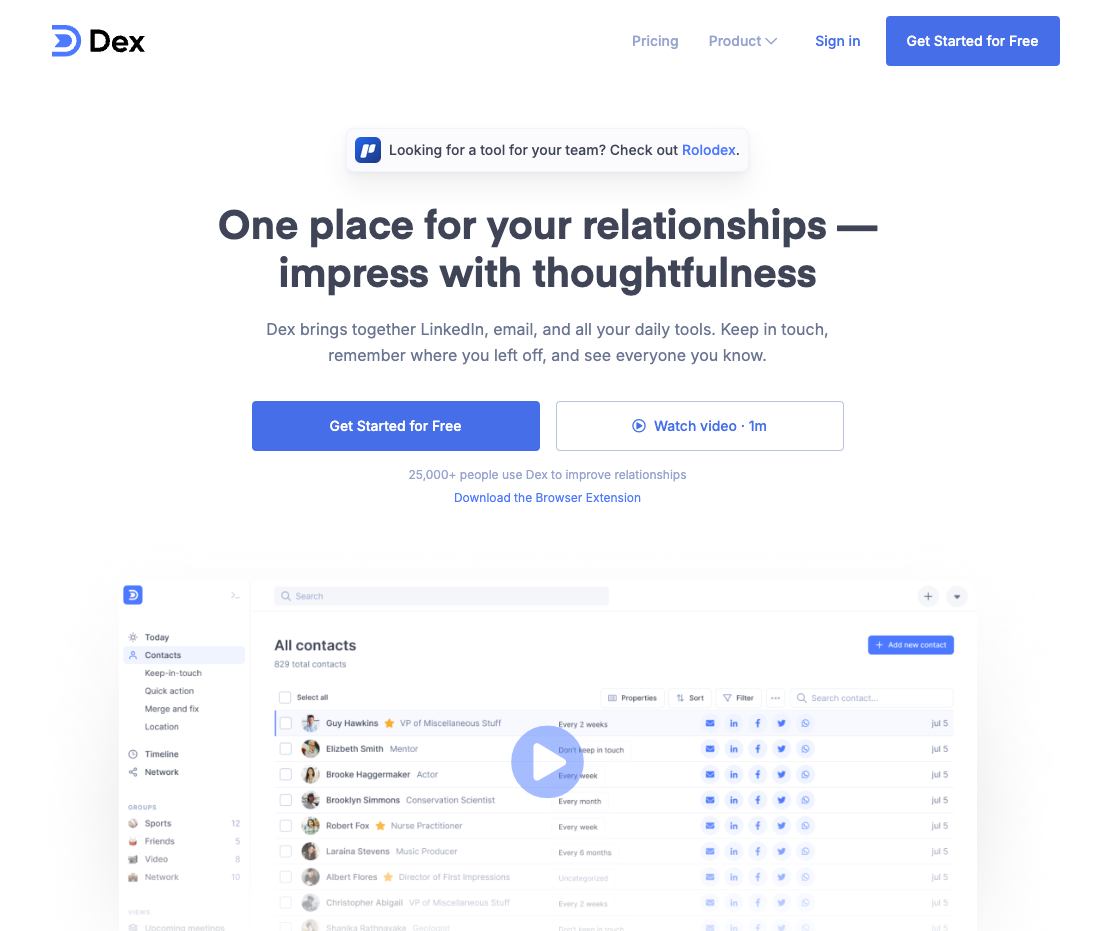 Dex
Pricing Product Sign in Get Started for Free
Looking for a tool for your team? Check out Rolodex.
One place for your relationships —
impress with thoughtfulness
Dex brings together LinkedIn, email, and all your daily tools. Keep in touch,
remember where you left off, and see everyone you know.
Get Started for Free
Watch video · 1m
25,000+ people use Dex to improve relationships
Download the Browser Extension
Search
Today
Contacts
Keep-in-touch
Quick action
Merge and fix
Location
Timeline
Network
GROUPS
Sports 12
Friends 5
Video 8
Network 10
VIEWS
Upcoming meetings
All contacts
829 total contacts
+ Add new contact
Select all Properties Sort Filter ··· Search contact...
Guy Hawkins VP of Miscellaneous Stuff Every 2 weeks jul 5
Elizbeth Smith Mentor Don't keep in touch jul 5
Brooke Haggermaker Actor Every week jul 5
Brooklyn Simmons Conservation Scientist Every month jul 5
Robert Fox Nurse Practitioner Every week jul 5
Laraina Stevens Music Producer Every 6 months jul 5
Albert Flores Director of First Impressions Uncategorized jul 5
Christopher Abigail VP of Miscellaneous Stuff Every 2 weeks jul 5
Shanika Rathnayake Geologist Don't keep in touch jul 5